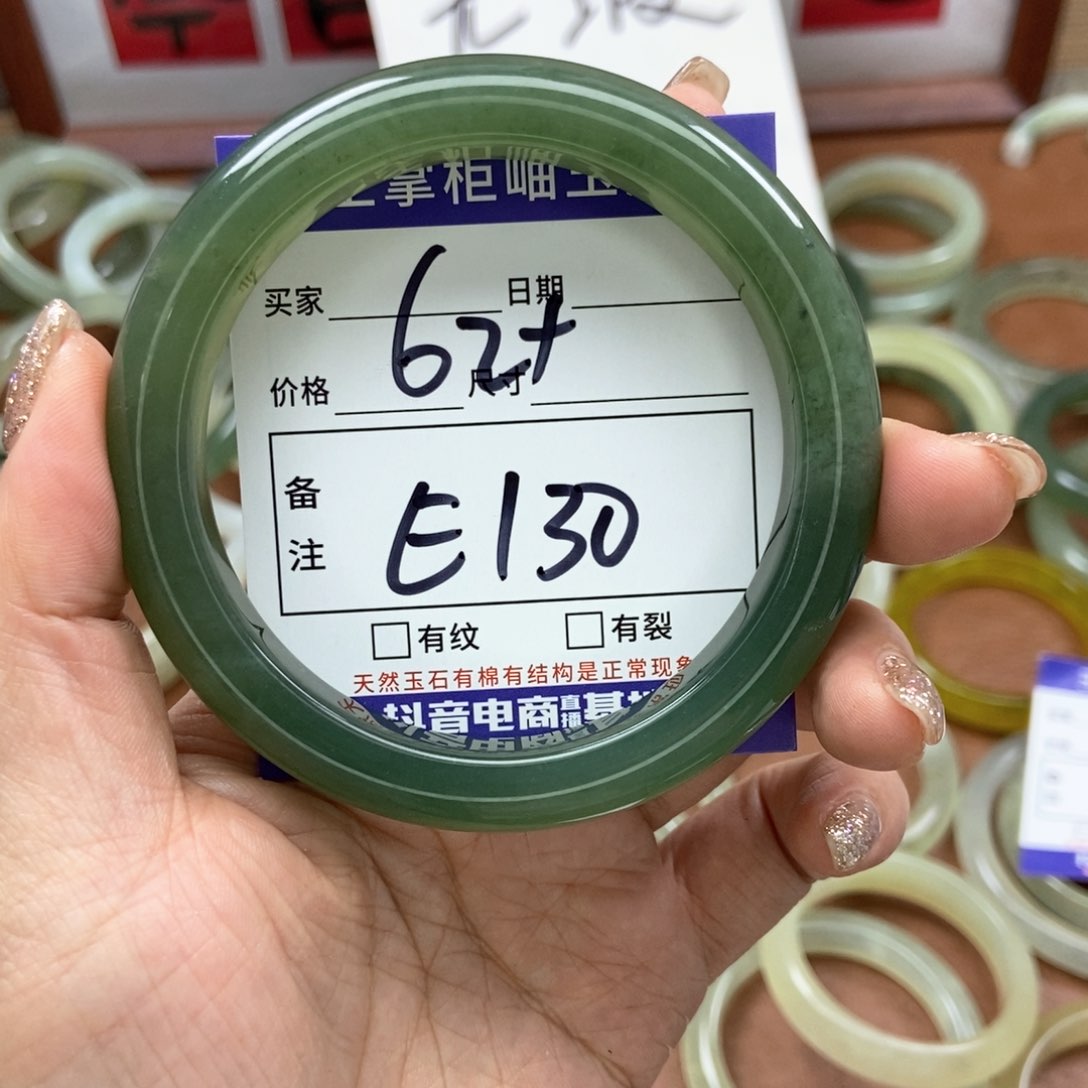 掌柜岫玉
买家 日期
62+
价格 尺寸
备注
E130
有纹 有裂
天然玉石有棉有结构是正常现象
抖音电商直播基地